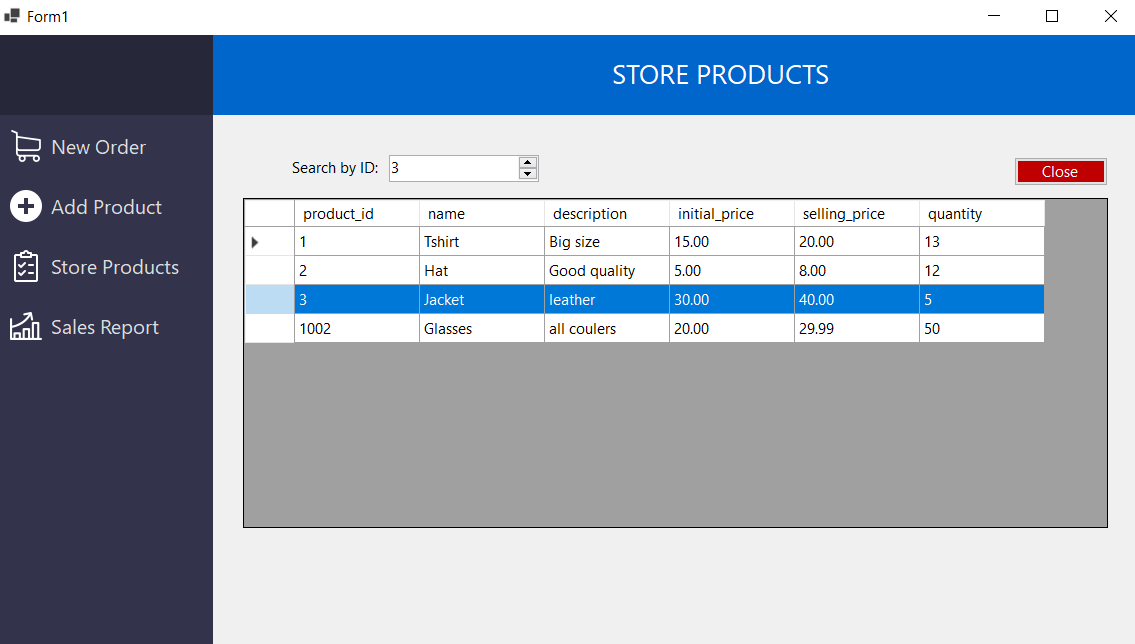 Form1
STORE PRODUCTS
New Order
Add Product
Store Products
Sales Report
Search by ID: 3
Close
product_id name description initial_price selling_price quantity
1 Tshirt Big size 15.00 20.00 13
2 Hat Good quality 5.00 8.00 12
3 Jacket leather 30.00 40.00 5
1002 Glasses all coulers 20.00 29.99 50